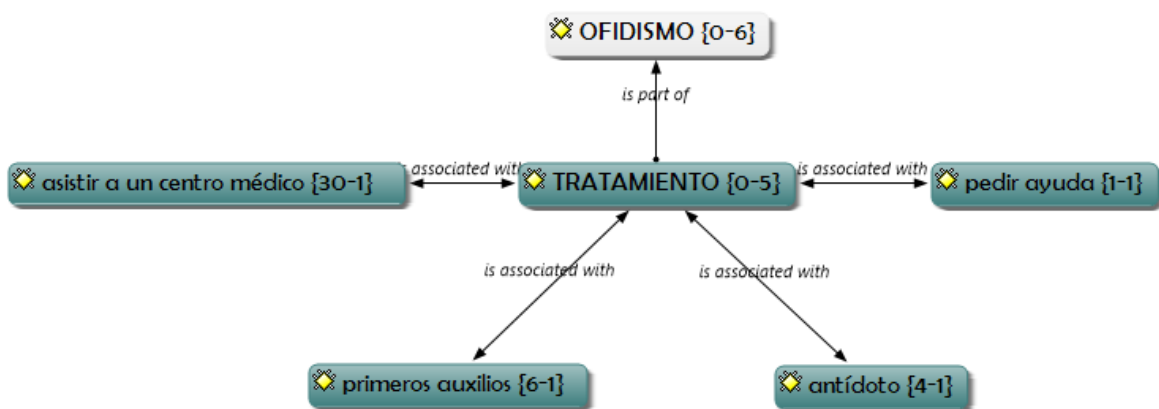 OFIDISMO {0-6}
is part of
asistir a un centro médico {30-1}
is associated with
TRATAMIENTO {0-5}
is associated with
pedir ayuda {1-1}
is associated with
is associated with
primeros auxilios {6-1}
antídoto {4-1}